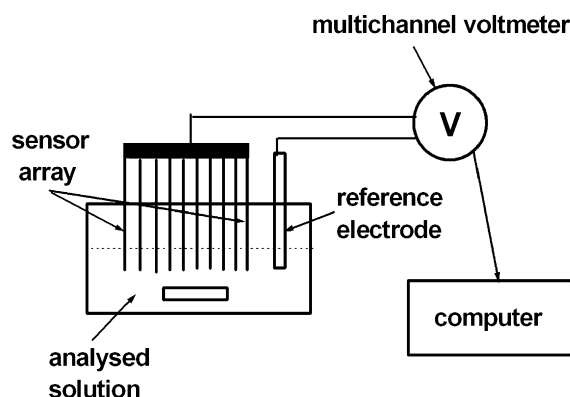 multichannel voltmeter
V
sensor
array
reference
electrode
computer
analysed
solution